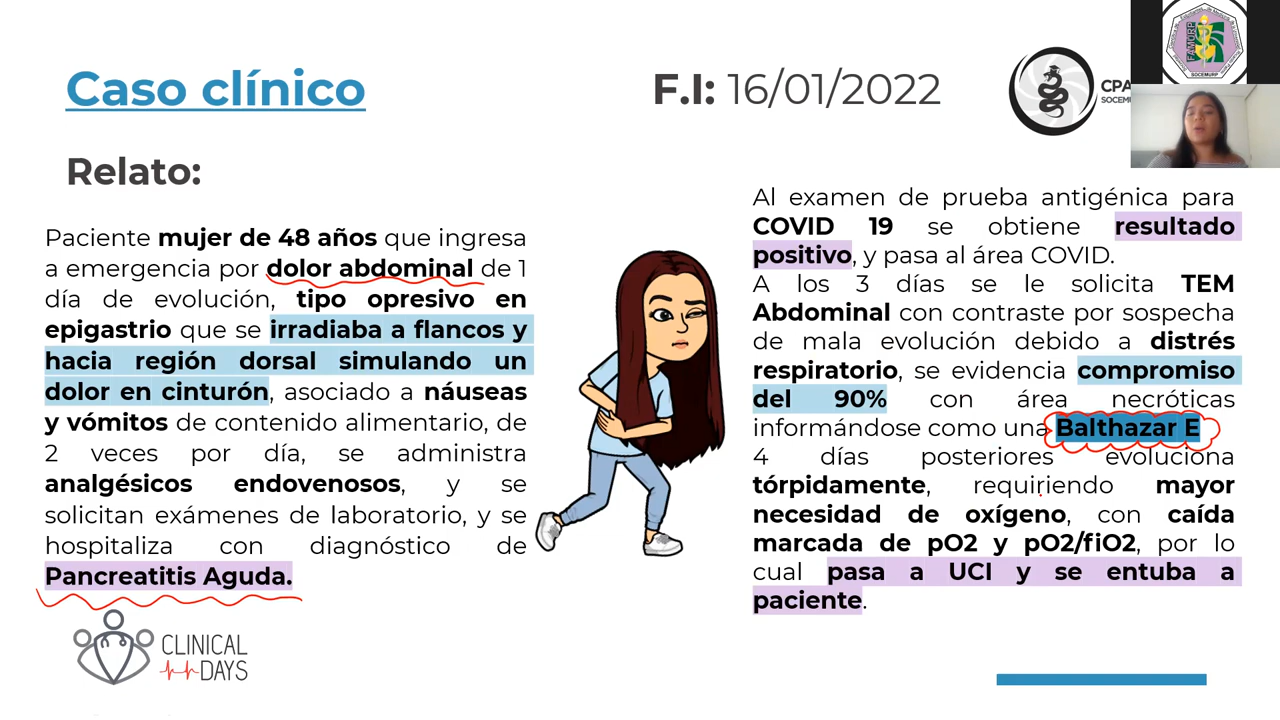 Caso clínico
F.I: 16/01/2022
Relato:
Paciente mujer de 48 años que ingresa
a emergencia por dolor abdominal de 1
día de evolución, tipo opresivo en
epigastrio que se irradiaba a flancos y
hacia región dorsal simulando un
dolor en cinturón, asociado a náuseas
y vómitos de contenido alimentario, de
2 veces por día, se administra
analgésicos endovenosos, y se
solicitan exámenes de laboratorio, y se
hospitaliza con diagnóstico de
Pancreatitis Aguda.
Al examen de prueba antigénica para
COVID 19 se obtiene resultado
positivo, y pasa al área COVID.
A los 3 días se le solicita TEM
Abdominal con contraste por sospecha
de mala evolución debido a distrés
respiratorio, se evidencia compromiso
del 90% con área necróticas
informándose como una Balthazar E
4 días posteriores evoluciona
tórpidamente, requiriendo mayor
necesidad de oxígeno, con caída
marcada de pO2 y pO2/fiO2, por lo
cual pasa a UCI y se entuba a
paciente.
CLINICAL
DAYS
CPA
SOCEMU
FAMURP
SOCEMURP